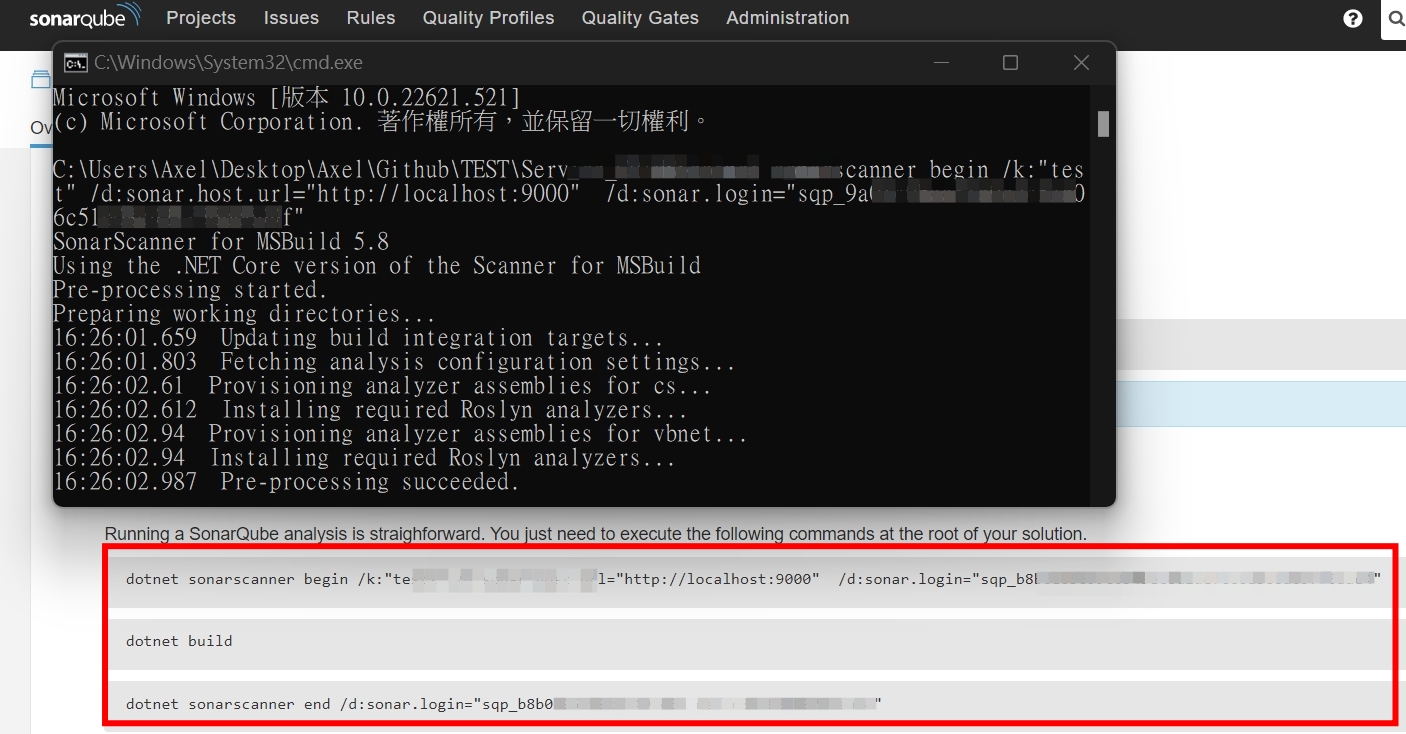 sonarqube Projects Issues Rules Quality Profiles Quality Gates Administration ?
C:\Windows\System32\cmd.exe
Ov
Microsoft Windows [版本 10.0.22621.521]
(c) Microsoft Corporation. 著作權所有，並保留一切權利。
C:\Users\Axel\Desktop\Axel\Github\TEST\Serv scanner begin /k:"tes
t" /d:sonar.host.url="http://localhost:9000" /d:sonar.login="sqp_9a 0
6c51 f"
SonarScanner for MSBuild 5.8
Using the .NET Core version of the Scanner for MSBuild
Pre-processing started.
Preparing working directories...
16:26:01.659 Updating build integration targets...
16:26:01.803 Fetching analysis configuration settings...
16:26:02.61 Provisioning analyzer assemblies for cs...
16:26:02.612 Installing required Roslyn analyzers...
16:26:02.94 Provisioning analyzer assemblies for vbnet...
16:26:02.94 Installing required Roslyn analyzers...
16:26:02.987 Pre-processing succeeded.
Running a SonarQube analysis is straighforward. You just need to execute the following commands at the root of your solution.
dotnet sonarscanner begin /k:"te l="http://localhost:9000" /d:sonar.login="sqp_b8 "
dotnet build
dotnet sonarscanner end /d:sonar.login="sqp_b8b0 "